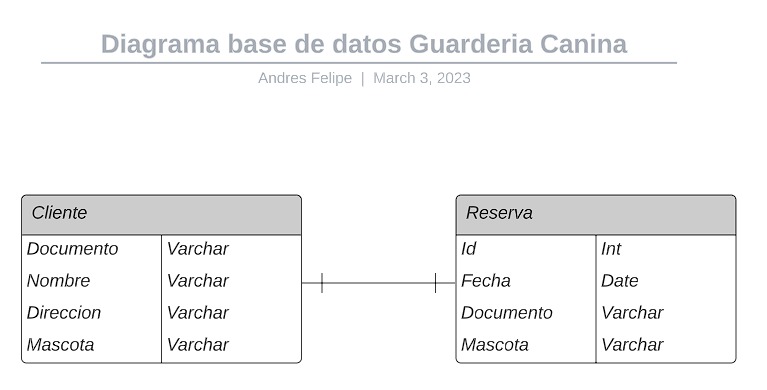 Diagrama base de datos Guarderia Canina
Andres Felipe | March 3, 2023
Cliente
Documento Varchar
Nombre Varchar
Direccion Varchar
Mascota Varchar
Reserva
Id Int
Fecha Date
Documento Varchar
Mascota Varchar